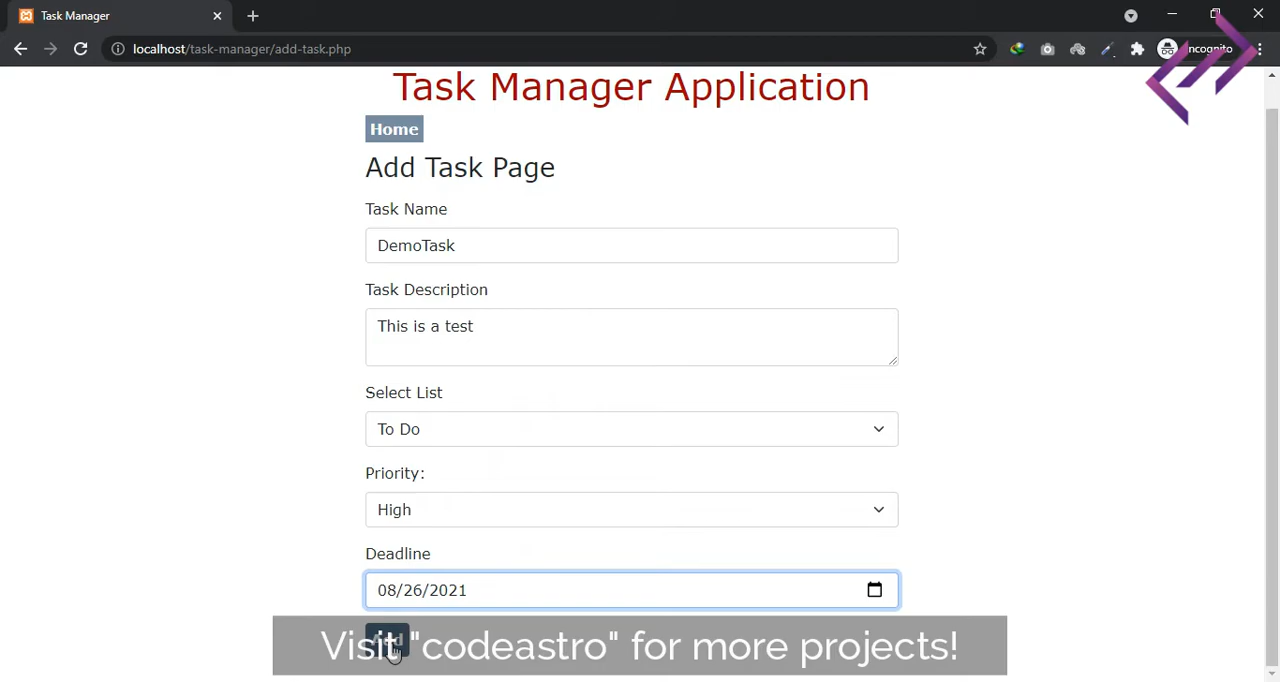 Task Manager
localhost/task-manager/add-task.php
Incognito
Task Manager Application
Home
Add Task Page
Task Name
DemoTask
Task Description
This is a test
Select List
To Do
Priority:
High
Deadline
08/26/2021
Add
Visit "codeastro" for more projects!